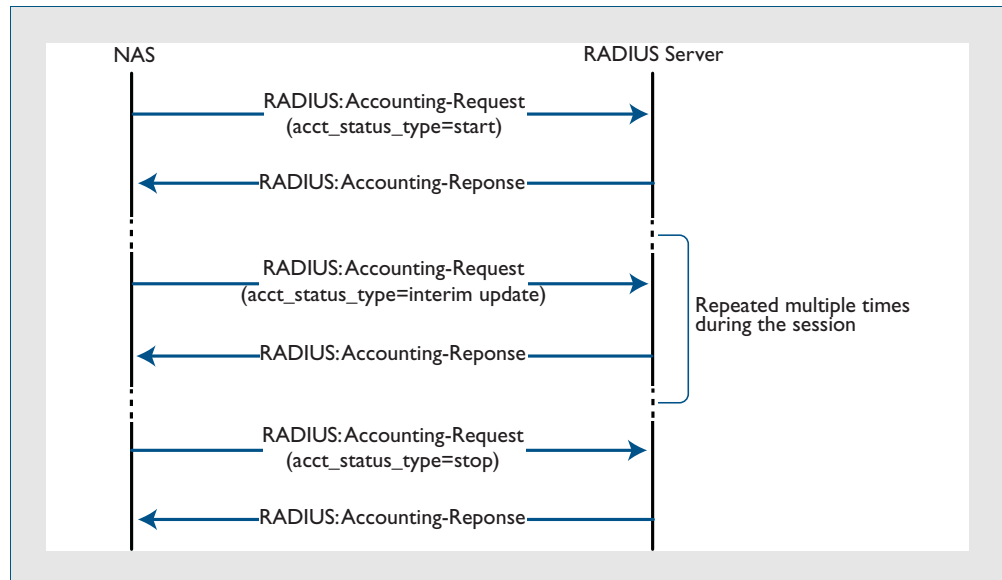 NAS
RADIUS Server
RADIUS: Accounting-Request
(acct_status_type=start)
RADIUS: Accounting-Reponse
RADIUS: Accounting-Request
(acct_status_type=interim update)
Repeated multiple times
during the session
RADIUS: Accounting-Reponse
RADIUS: Accounting-Request
(acct_status_type=stop)
RADIUS: Accounting-Reponse